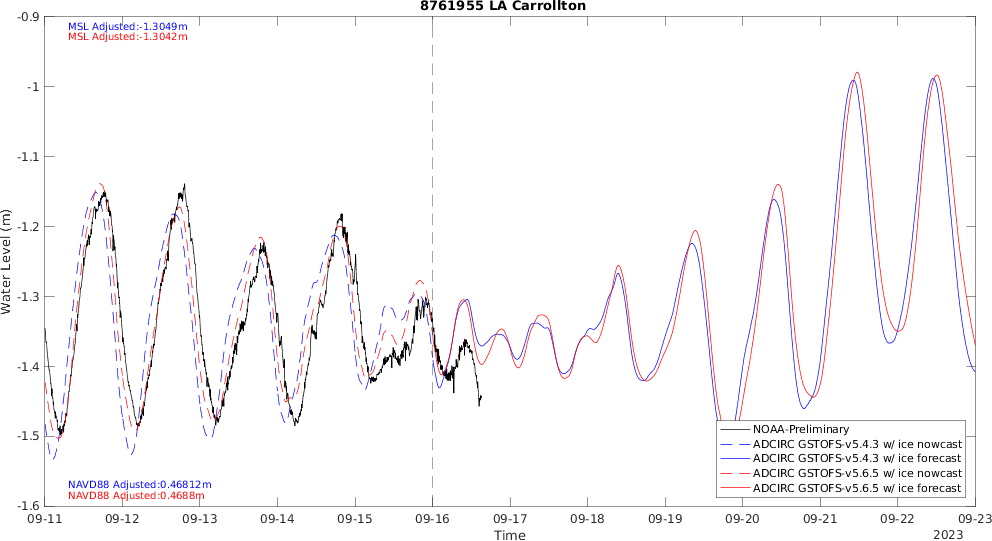 8761955 LA Carrollton
MSL Adjusted:-1.3049m
MSL Adjusted:-1.3042m
Water Level (m)
-0.9
-1
-1.1
-1.2
-1.3
-1.4
-1.5
-1.6
NAVD88 Adjusted:0.46812m
NAVD88 Adjusted:0.4688m
NOAA-Preliminary
ADCIRC GSTOFS-v5.4.3 w/ ice nowcast
ADCIRC GSTOFS-v5.4.3 w/ ice forecast
ADCIRC GSTOFS-v5.6.5 w/ ice nowcast
ADCIRC GSTOFS-v5.6.5 w/ ice forecast
09-11 09-12 09-13 09-14 09-15 09-16 09-17 09-18 09-19 09-20 09-21 09-22 09-23
Time
2023